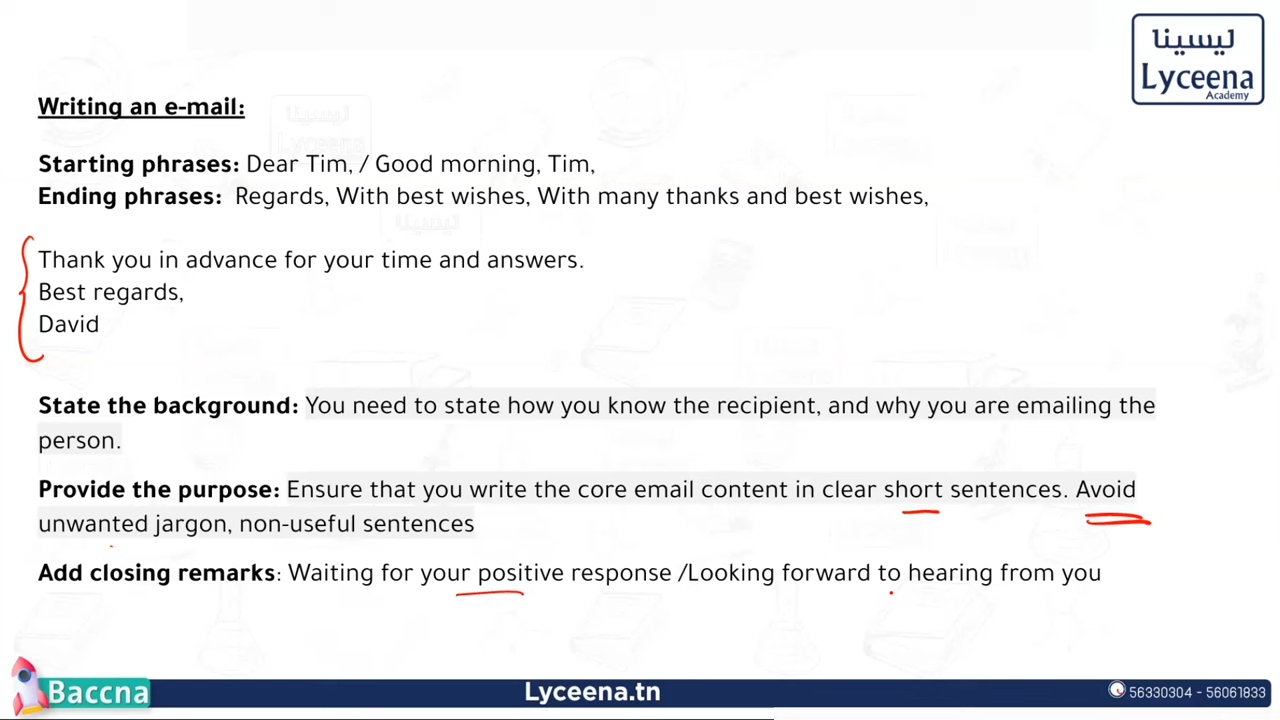 ليسينا
Lyceena
Academy
Writing an e-mail:
Starting phrases: Dear Tim, / Good morning, Tim,
Ending phrases: Regards, With best wishes, With many thanks and best wishes,
Thank you in advance for your time and answers.
Best regards,
David
State the background: You need to state how you know the recipient, and why you are emailing the
person.
Provide the purpose: Ensure that you write the core email content in clear short sentences. Avoid
unwanted jargon, non-useful sentences
Add closing remarks: Waiting for your positive response /Looking forward to hearing from you
Baccna
Lyceena.tn
56330304 - 56061833